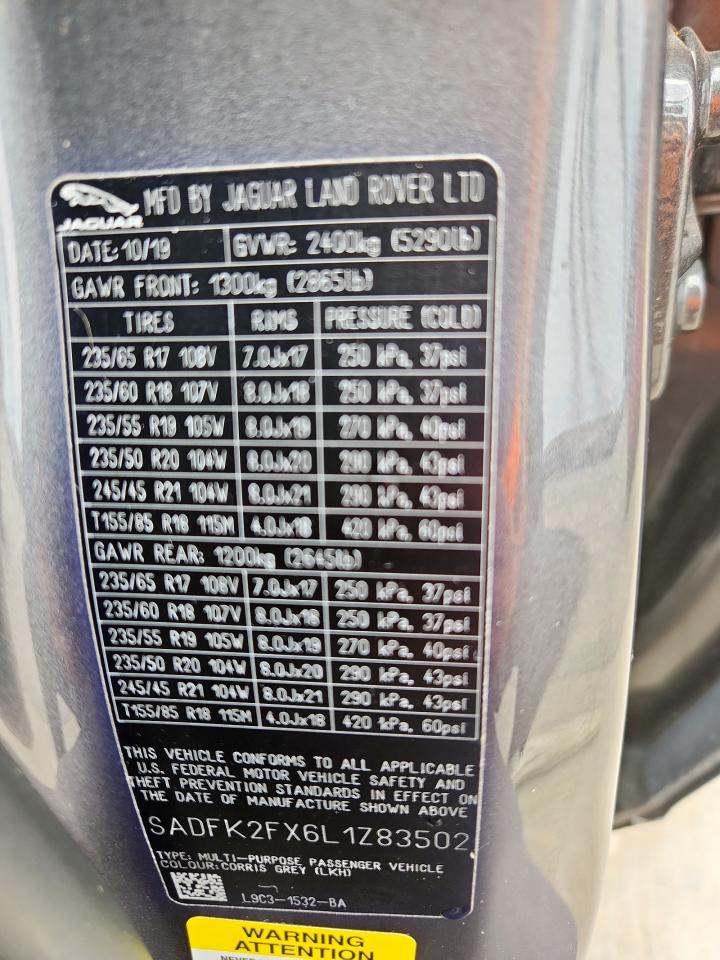 JAGUAR MFD BY JAGUAR LAND ROVER LTD
DATE: 10/19 GVWR: 2400kg (5290lb)
GAWR FRONT: 1300kg (2865lb)
TIRES RIMS PRESSURE (COLD)
235/65 R17 108V 7.0Jx17 250 kPa, 37psi
235/60 R18 107V 8.0Jx18 250 kPa, 37psi
235/55 R19 105W 8.0Jx19 270 kPa, 40psi
235/50 R20 104W 8.0Jx20 290 kPa, 43psi
245/45 R21 104W 8.0Jx21 290 kPa, 43psi
T155/85 R18 115M 4.0Jx18 420 kPa, 60psi
GAWR REAR: 1200kg (2645lb)
235/65 R17 108V 7.0Jx17 250 kPa, 37psi
235/60 R18 107V 8.0Jx18 250 kPa, 37psi
235/55 R19 105W 8.0Jx19 270 kPa, 40psi
235/50 R20 104W 8.0Jx20 290 kPa, 43psi
245/45 R21 104W 8.0Jx21 290 kPa, 43psi
T155/85 R18 115M 4.0Jx18 420 kPa, 60psi
THIS VEHICLE CONFORMS TO ALL APPLICABLE
U.S. FEDERAL MOTOR VEHICLE SAFETY AND
THEFT PREVENTION STANDARDS IN EFFECT ON
THE DATE OF MANUFACTURE SHOWN ABOVE
SADFK2FX6L1Z83502
TYPE: MULTI-PURPOSE PASSENGER VEHICLE
COLOUR: CORRIS GREY (LKH)
L9C3-1532-BA
WARNING
ATTENTION